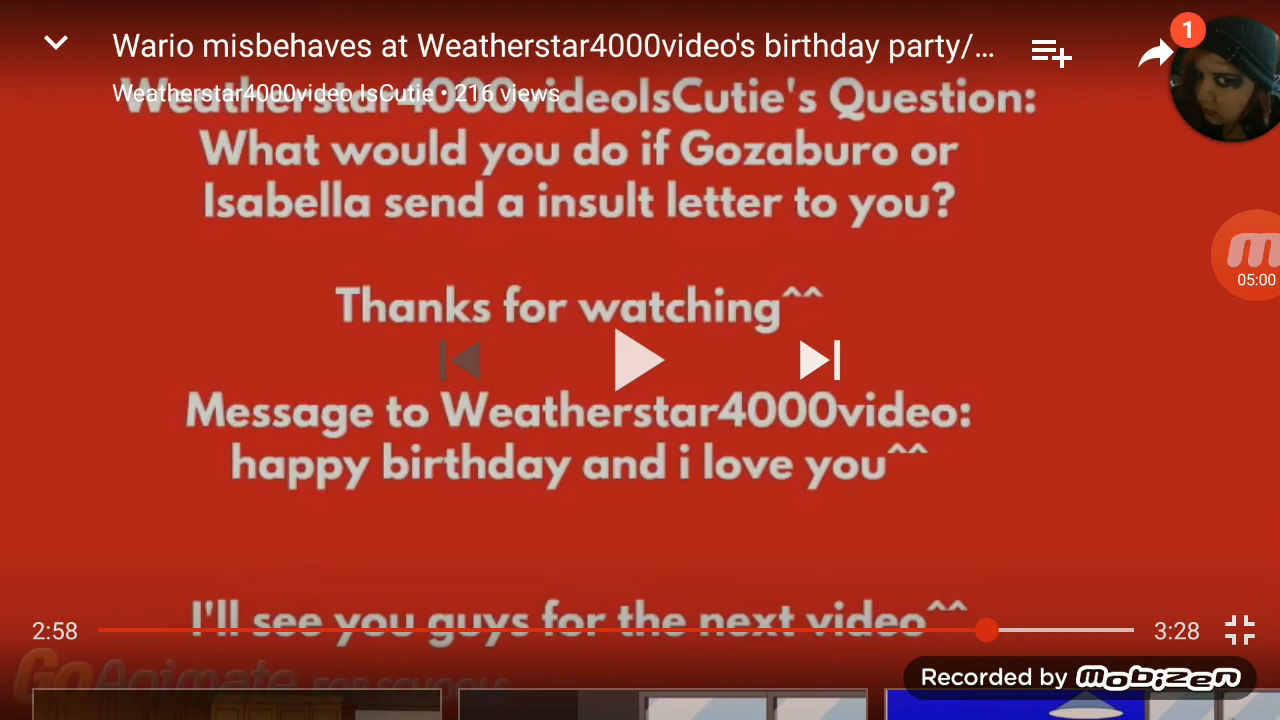 Wario misbehaves at Weatherstar4000video's birthday party/...
1
Weatherstar4000video IsCutie • 216 views
Weatherstar4000videoIsCutie's Question:
What would you do if Gozaburo or
Isabella send a insult letter to you?
05:00
Thanks for watching^^
Message to Weatherstar4000video:
happy birthday and i love you^^
I'll see you guys for the next video^^
2:58
3:28
GoAnimate FOR SCHOOLS
Recorded by MOBIZEN